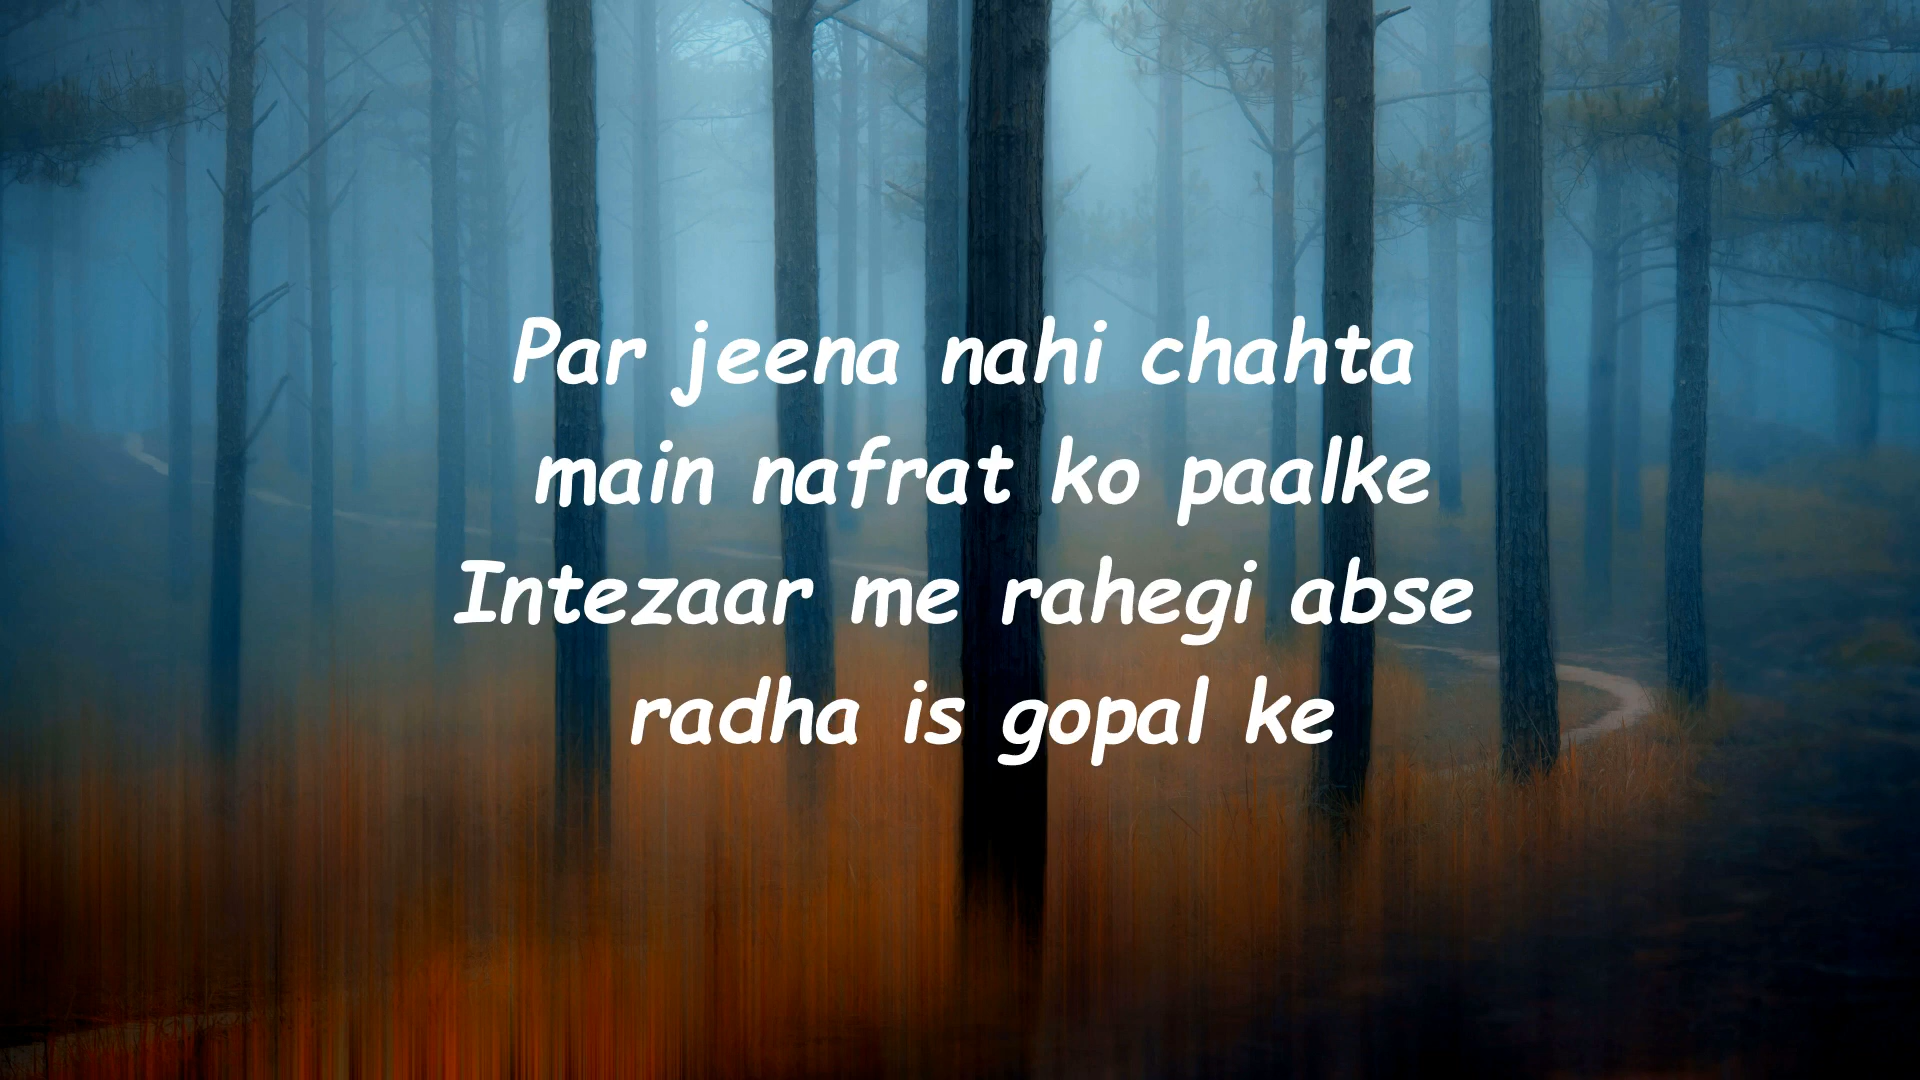 Par jeena nahi chahta
main nafrat ko paalke
Intezaar me rahegi abse
radha is gopal ke